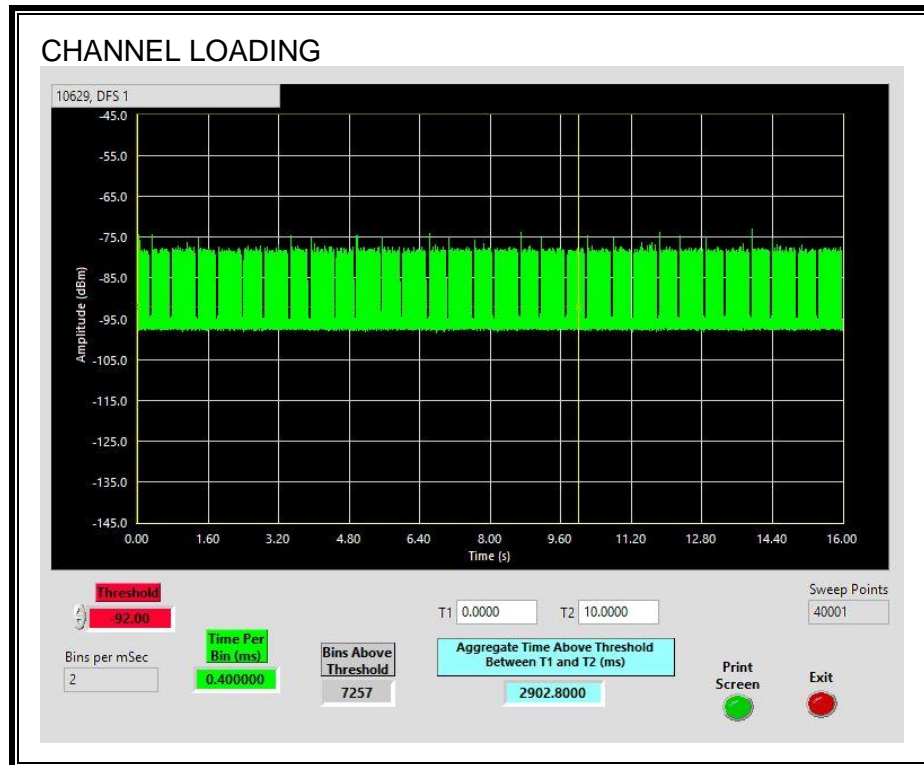 CHANNEL LOADING
10629, DFS 1
-45.0
-55.0
-65.0
-75.0
-85.0
-95.0
-105.0
-115.0
-125.0
-135.0
-145.0
Amplitude (dBm)
0.00 1.60 3.20 4.80 6.40 8.00 9.60 11.20 12.80 14.40 16.00
Time (s)
Threshold
-92.00
Bins per mSec
2
Time Per
Bin (ms)
0.400000
Bins Above
Threshold
7257
T1 0.0000 T2 10.0000
Aggregate Time Above Threshold
Between T1 and T2 (ms)
2902.8000
Sweep Points
40001
Print
Screen
Exit